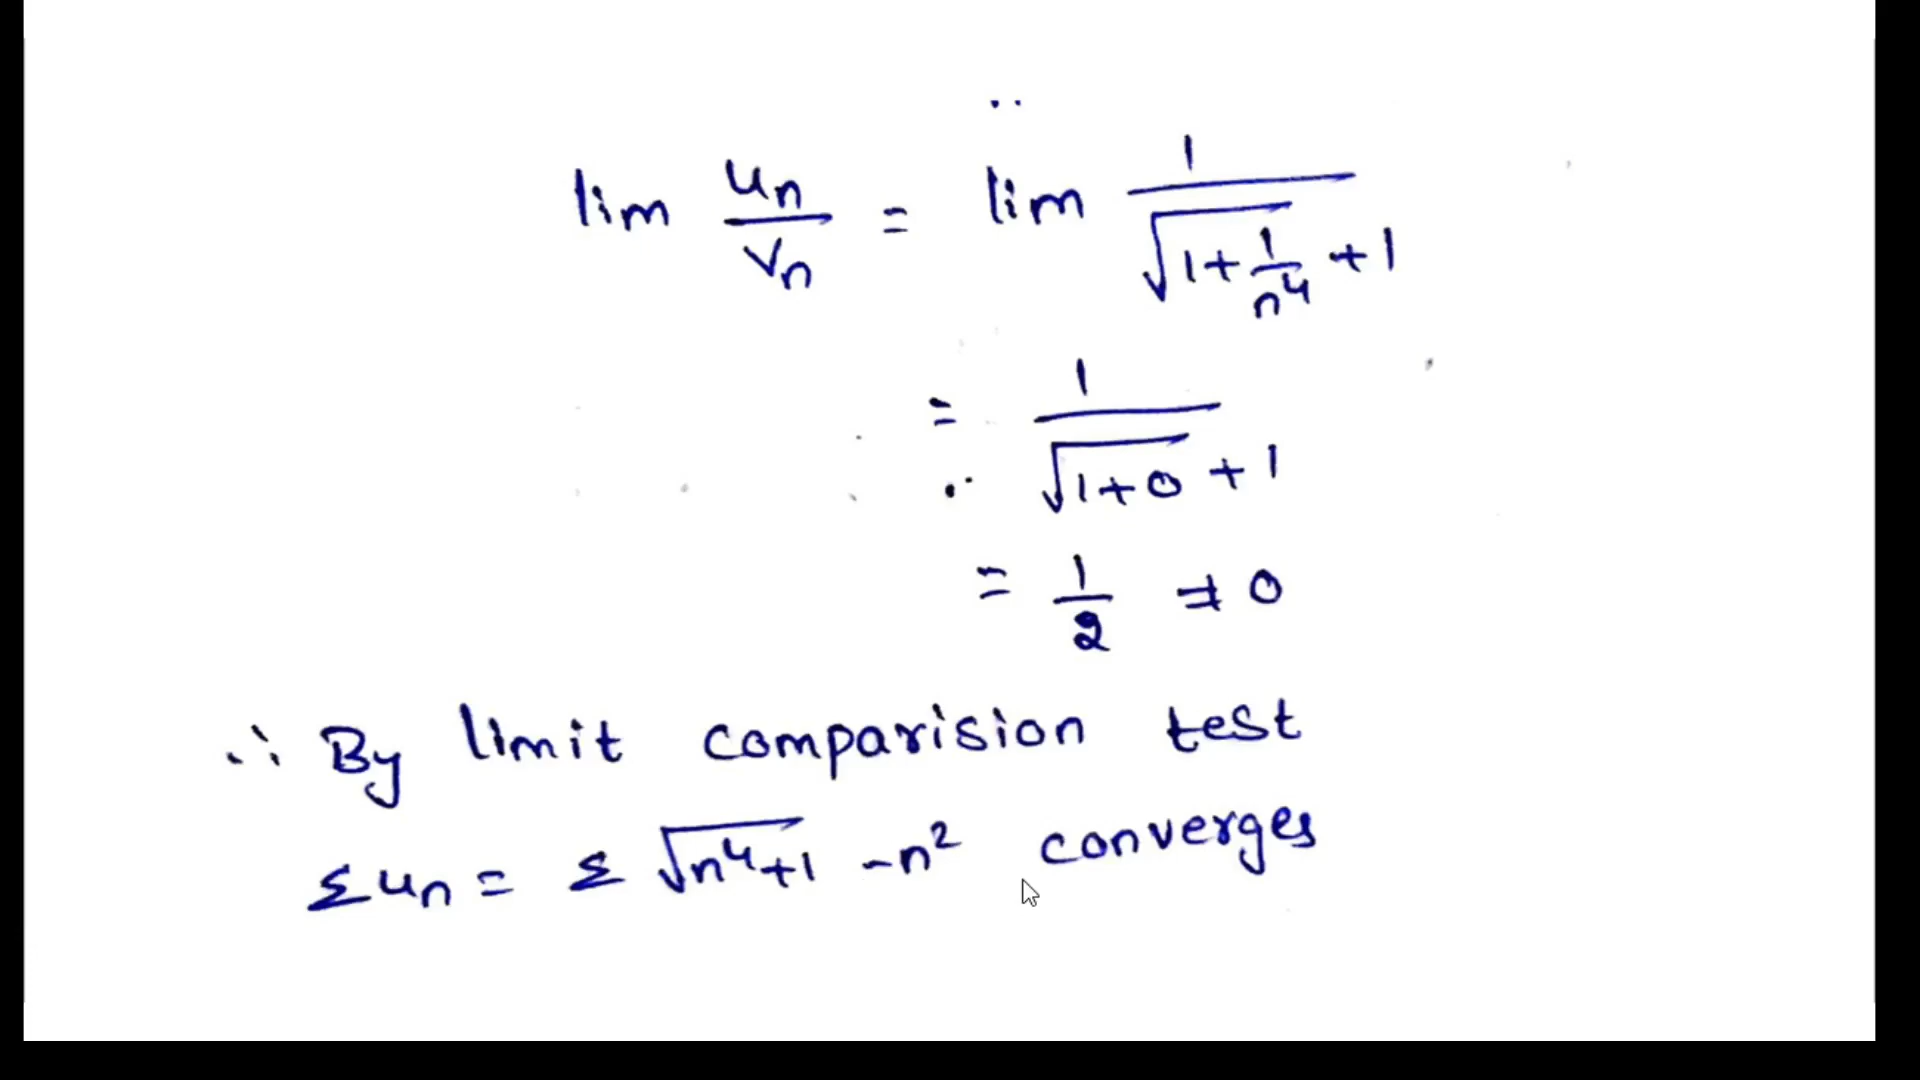 lim un/vn = lim 1/(√(1+1/n⁴) +1)
= 1/(√(1+0) +1)
= 1/2 ≠ 0
∴ By limit comparision test
Σun = Σ √(n⁴+1) -n² converges